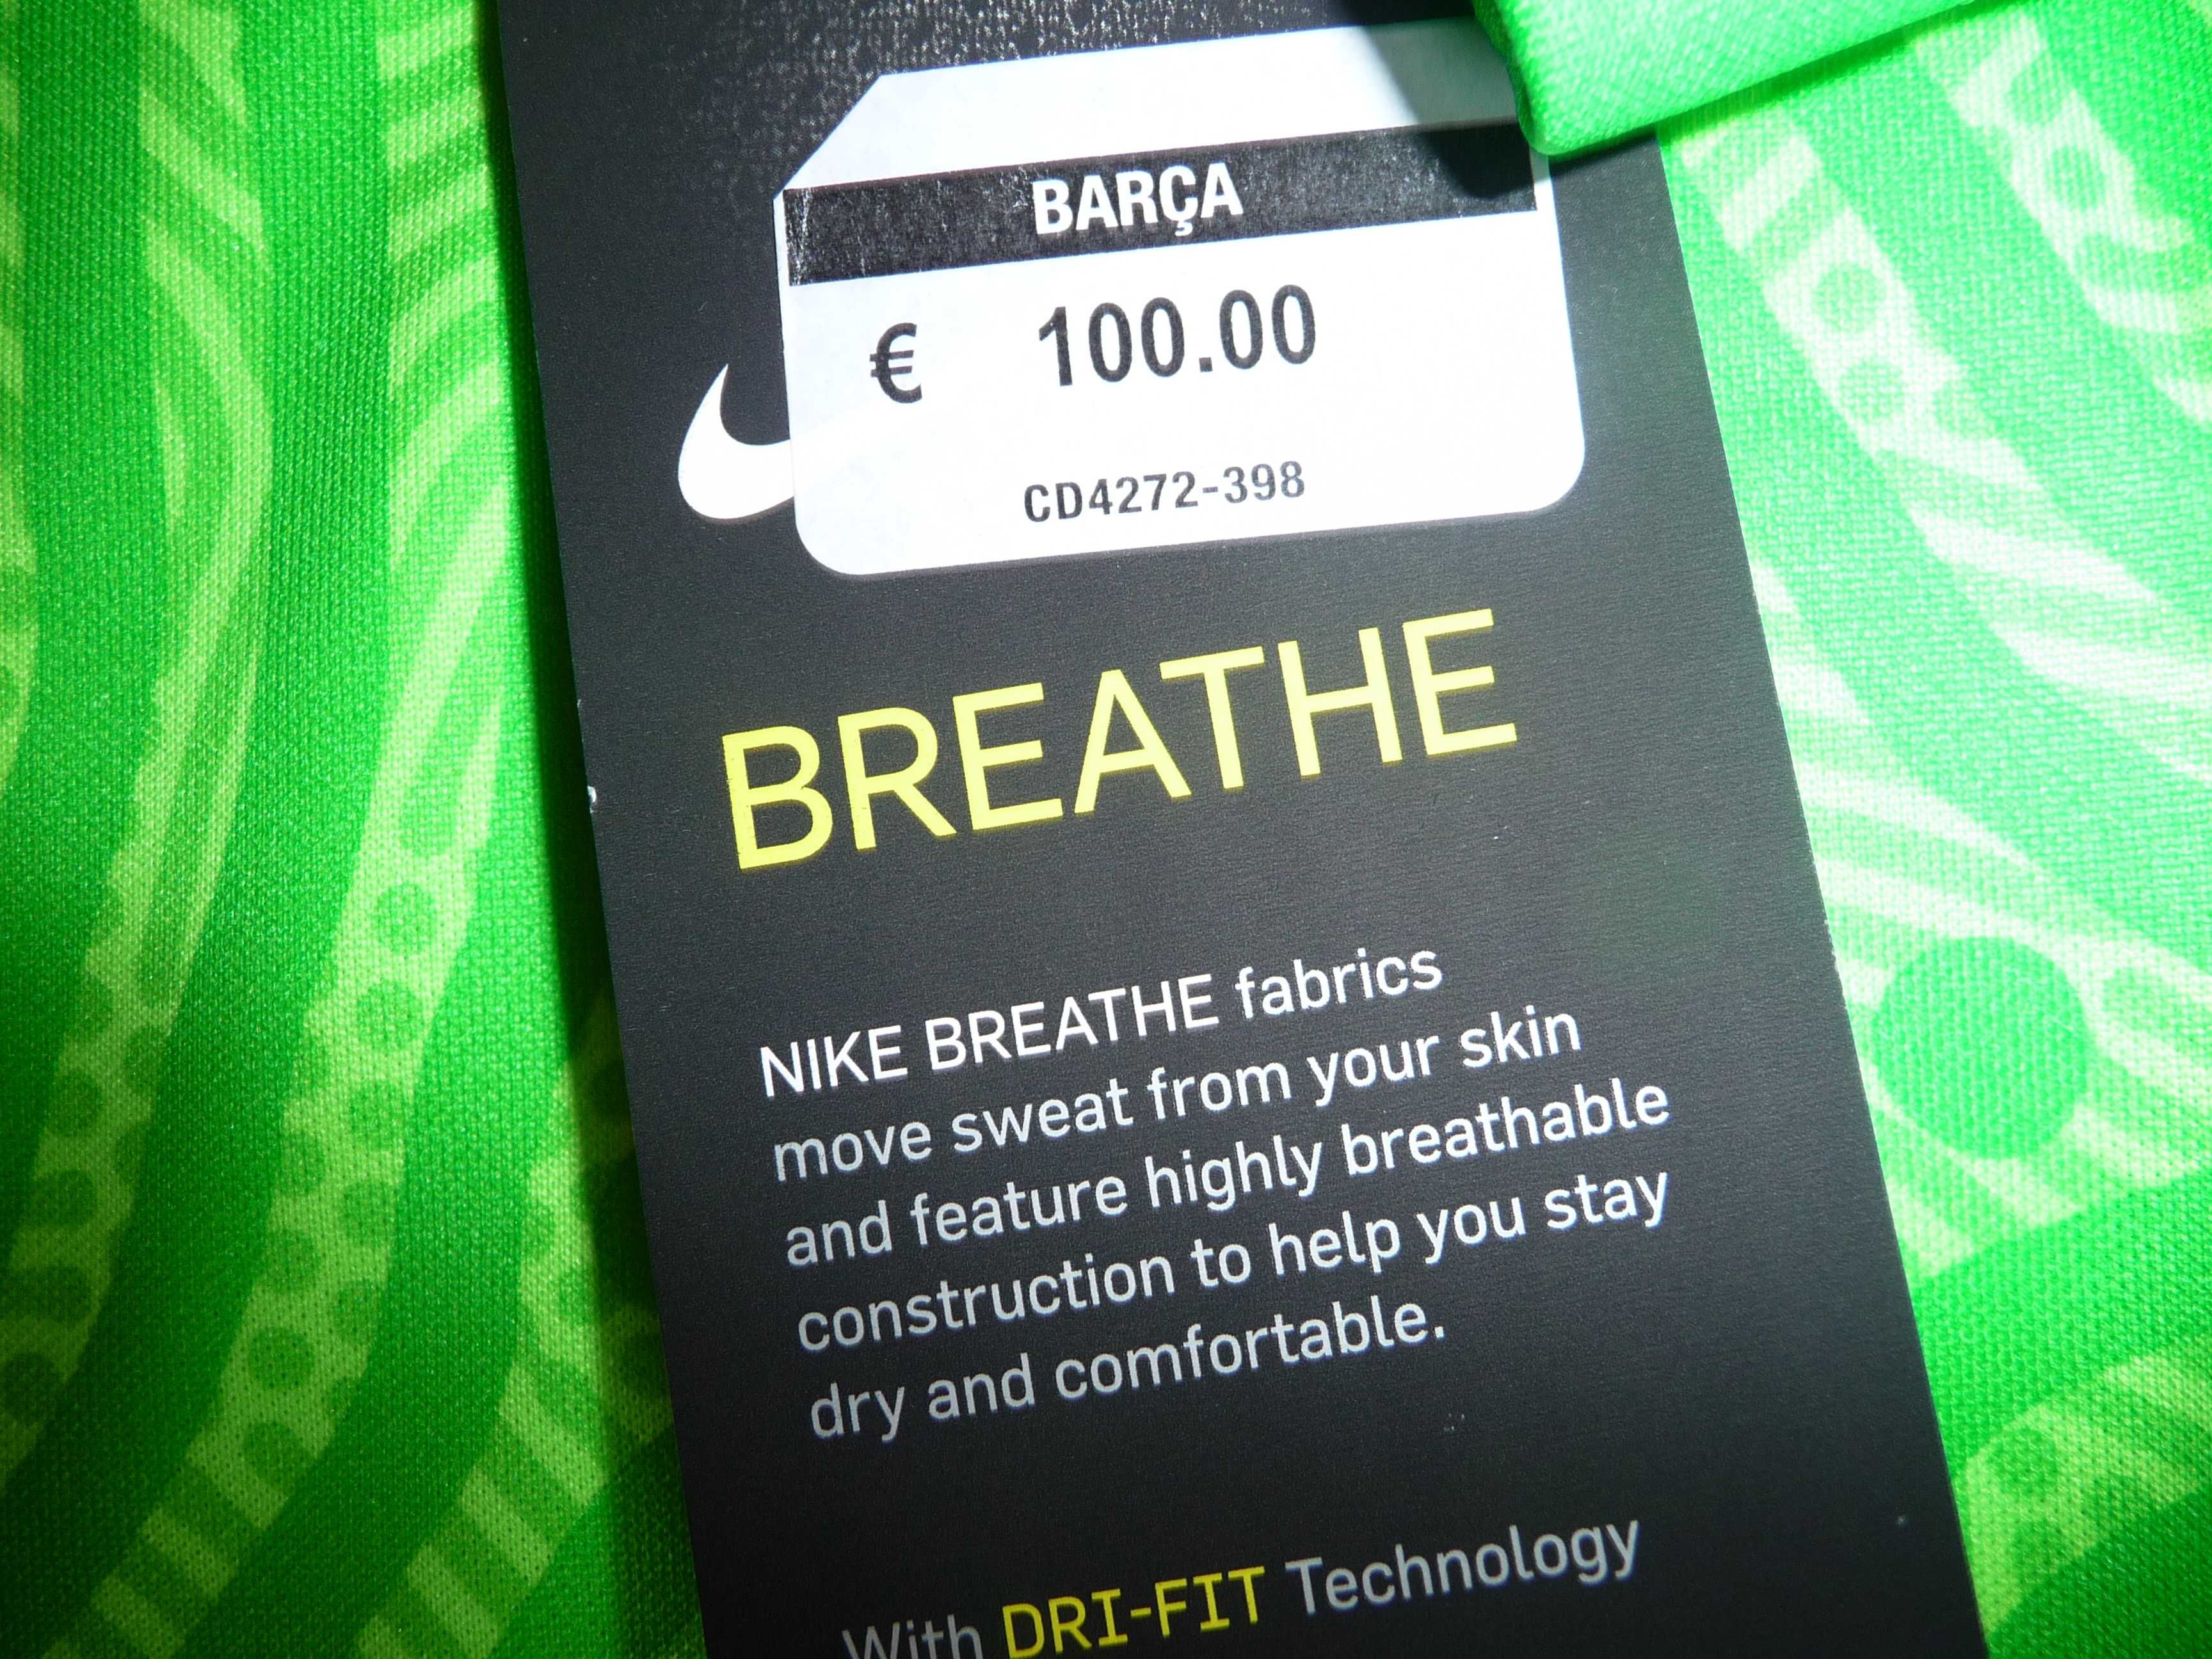 BARÇA
€ 100.00
CD4272-398
BREATHE
NIKE BREATHE fabrics
move sweat from your skin
and feature highly breathable
construction to help you stay
dry and comfortable.
With DRI-FIT Technology